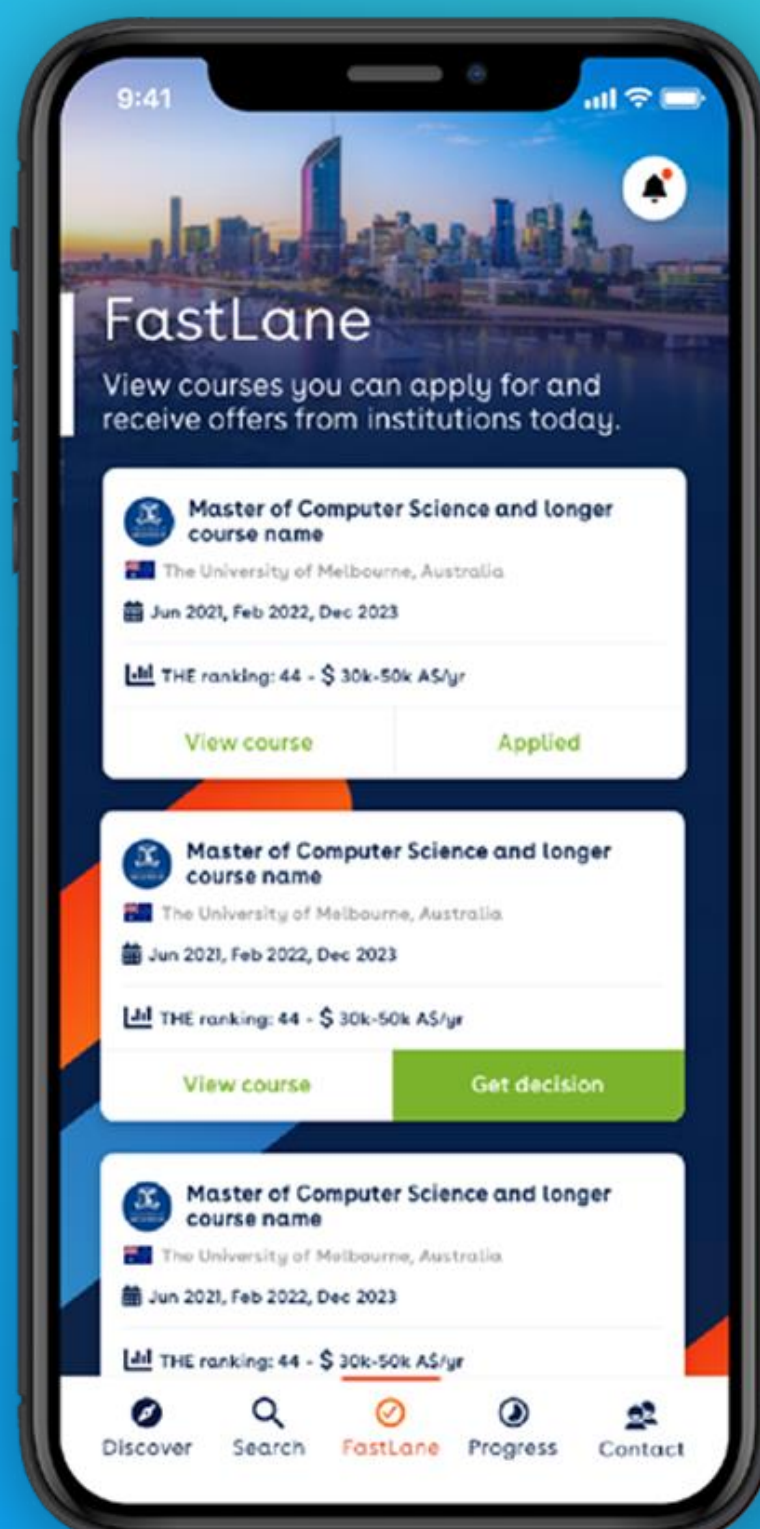 9:41
FastLane
View courses you can apply for and
receive offers from institutions today.
Master of Computer Science and longer
course name
The University of Melbourne, Australia
Jun 2021, Feb 2022, Dec 2023
THE ranking: 44 - $ 30k-50k A$/yr
View course
Applied
Master of Computer Science and longer
course name
The University of Melbourne, Australia
Jun 2021, Feb 2022, Dec 2023
THE ranking: 44 - $ 30k-50k A$/yr
View course
Get decision
Master of Computer Science and longer
course name
The University of Melbourne, Australia
Jun 2021, Feb 2022, Dec 2023
THE ranking: 44 - $ 30k-50k A$/yr
Discover
Search
FastLane
Progress
Contact